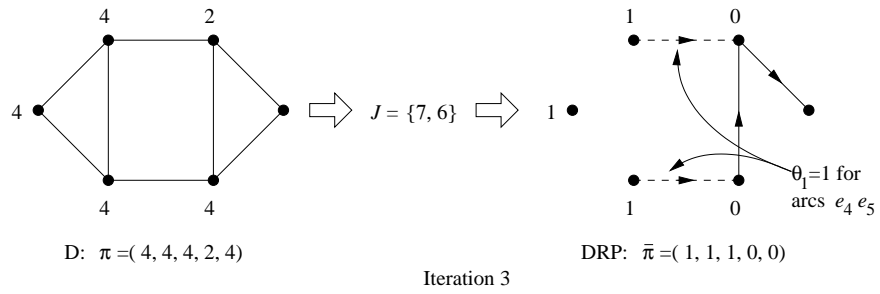 4 2
4
4 4
D: π =( 4, 4, 4, 2, 4)
J = {7, 6}
1 0
1
1 0
θ1=1 for
arcs e4 e5
DRP: π̄ =( 1, 1, 1, 0, 0)
Iteration 3